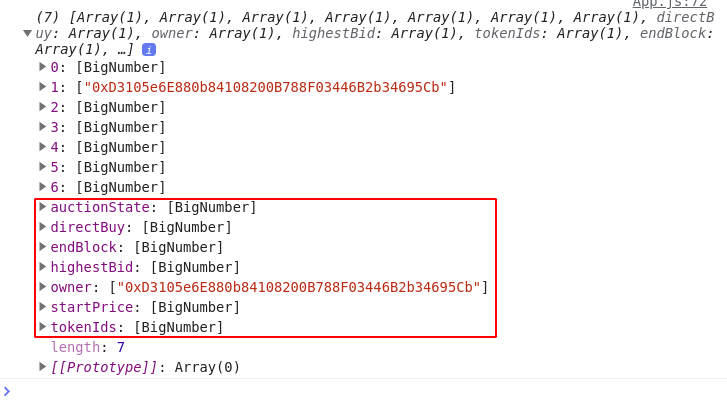 App.js:72
(7) [Array(1), Array(1), Array(1), Array(1), Array(1), Array(1), Array(1), directB
uy: Array(1), owner: Array(1), highestBid: Array(1), tokenIds: Array(1), endBlock:
Array(1), …] i
0: [BigNumber]
1: ["0xD3105e6E880b84108200B788F03446B2b34695Cb"]
2: [BigNumber]
3: [BigNumber]
4: [BigNumber]
5: [BigNumber]
6: [BigNumber]
auctionState: [BigNumber]
directBuy: [BigNumber]
endBlock: [BigNumber]
highestBid: [BigNumber]
owner: ["0xD3105e6E880b84108200B788F03446B2b34695Cb"]
startPrice: [BigNumber]
tokenIds: [BigNumber]
length: 7
[[Prototype]]: Array(0)